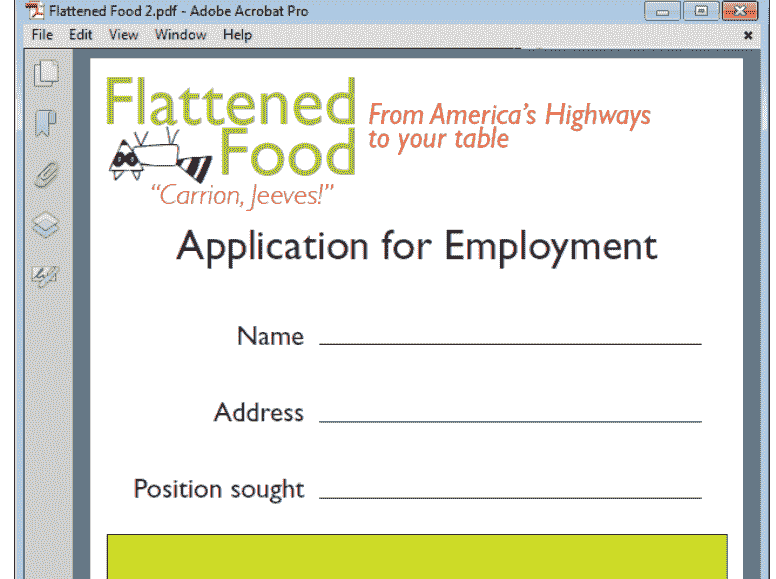 Flattened Food 2.pdf - Adobe Acrobat Pro
File Edit View Window Help
Flattened
Food
From America's Highways
to your table
“Carrion, Jeeves!”
Application for Employment
Name
Address
Position sought